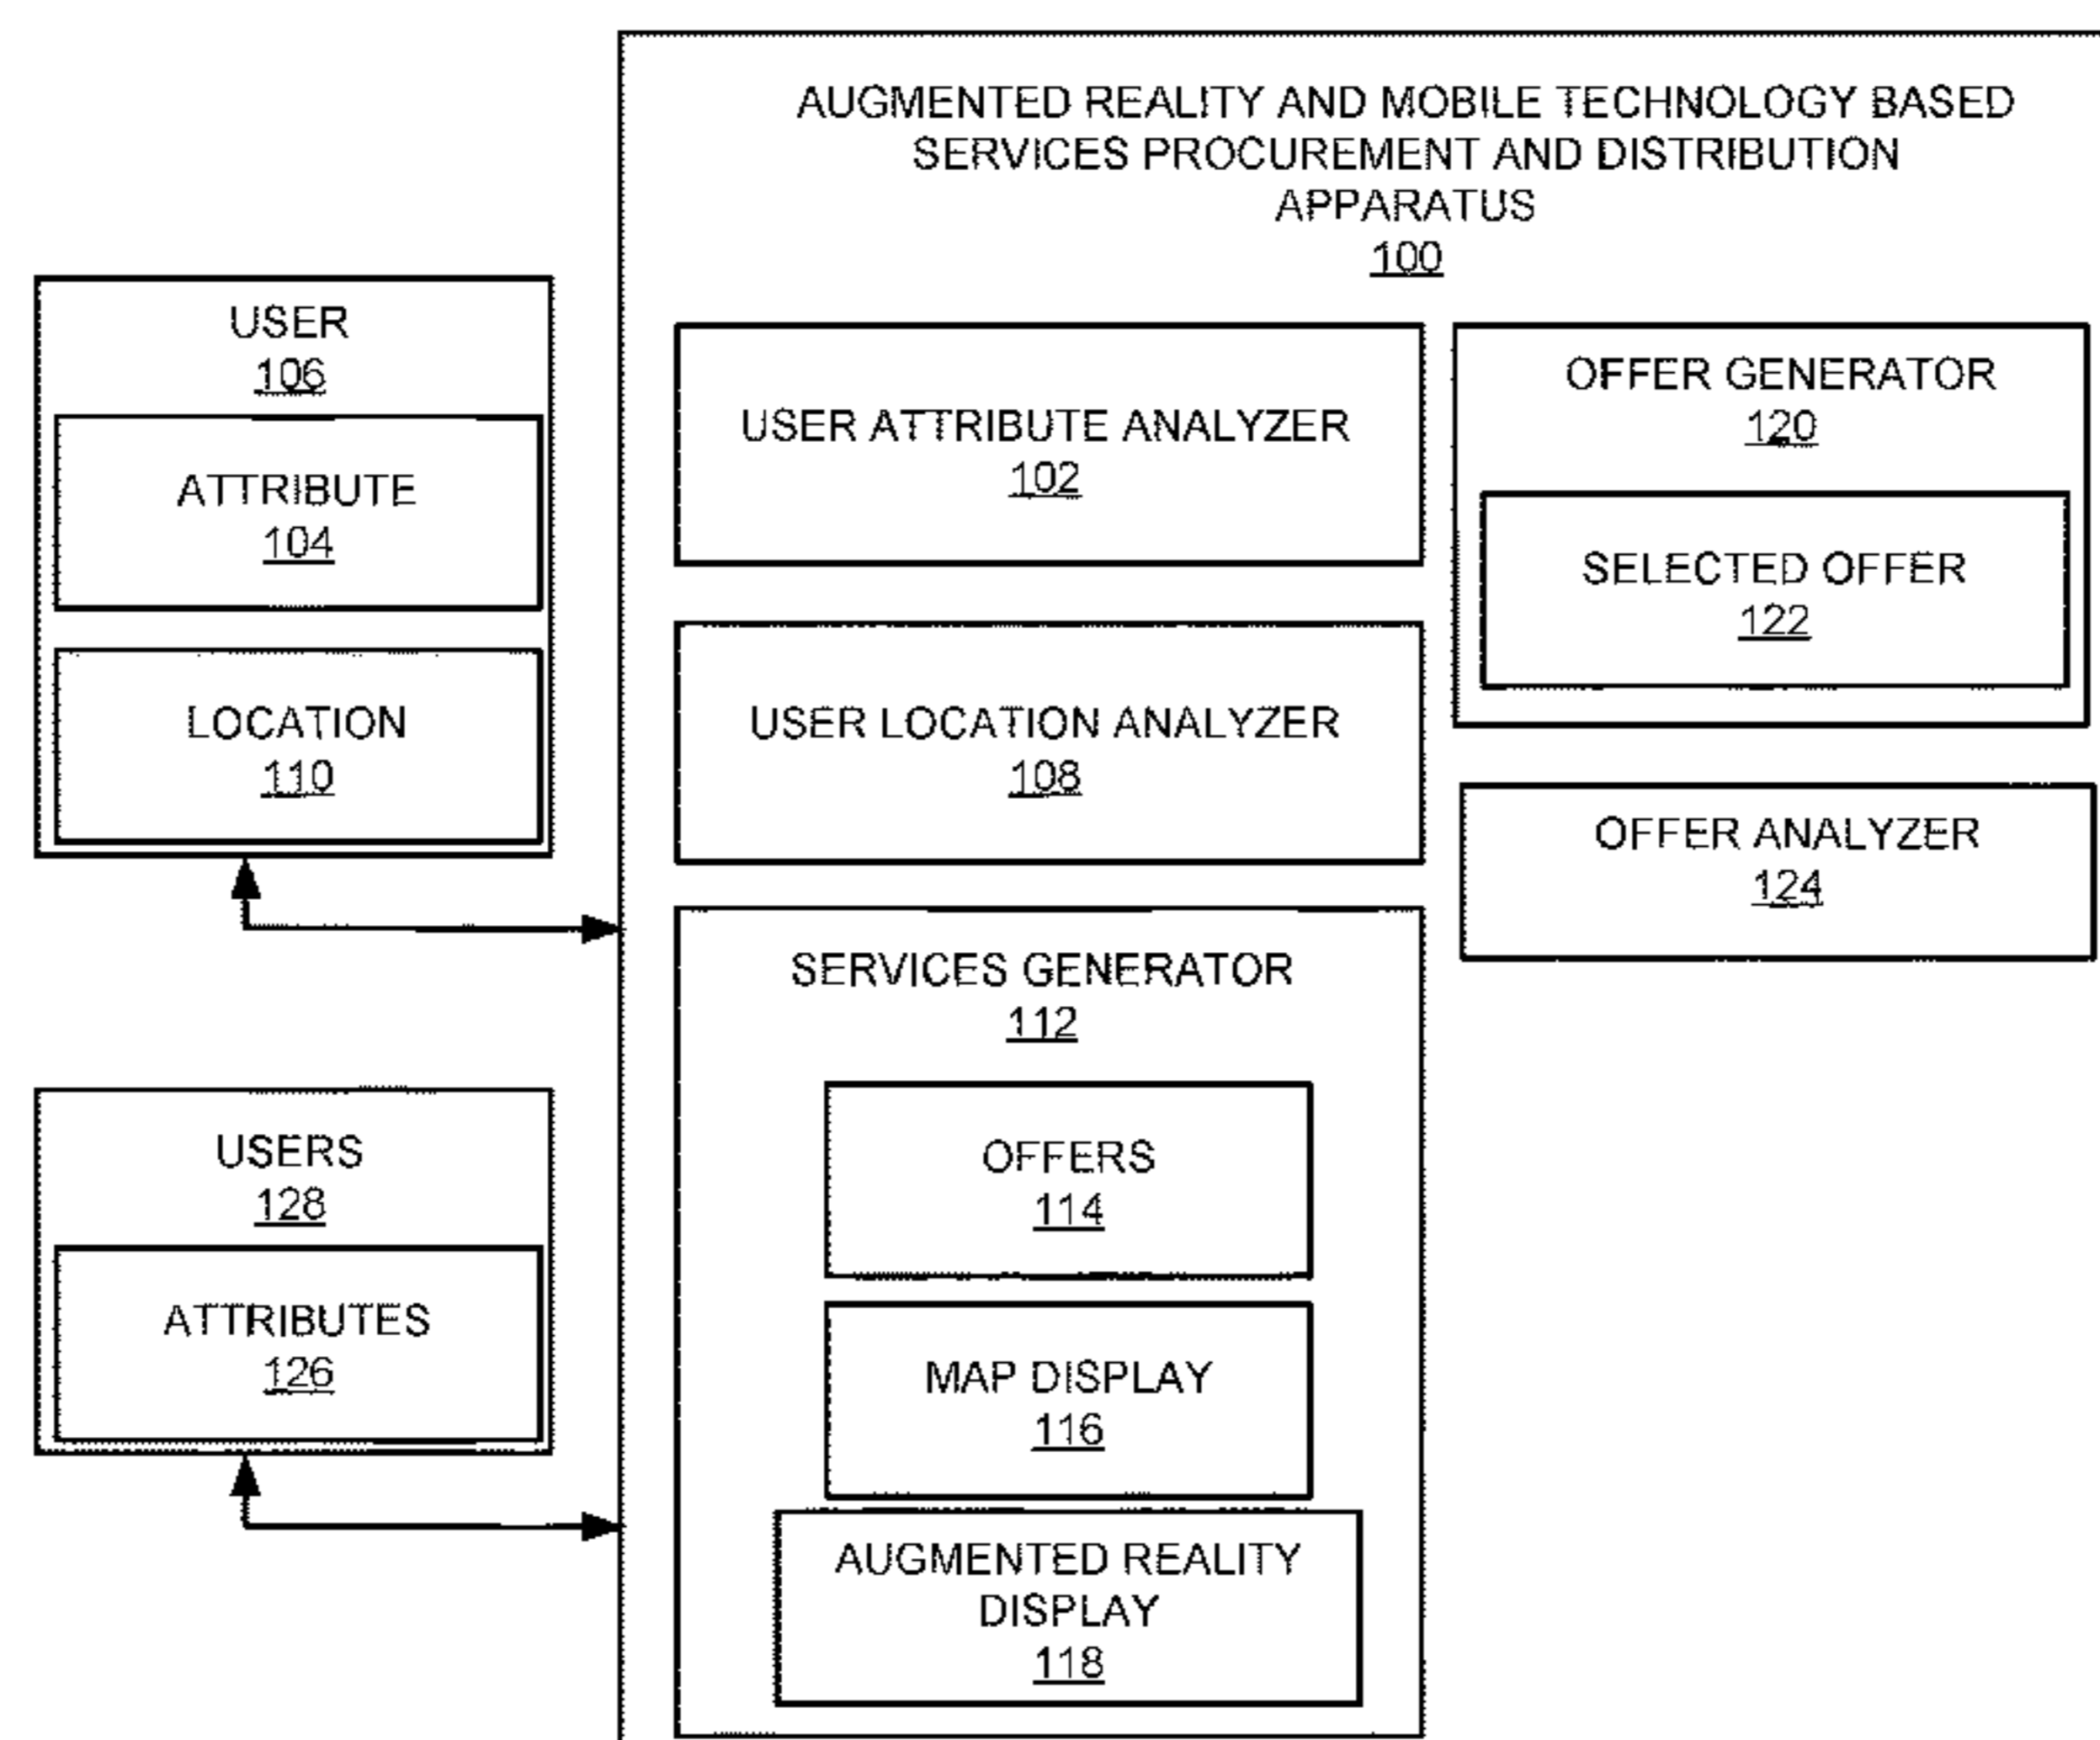 AUGMENTED REALITY AND MOBILE TECHNOLOGY BASED
SERVICES PROCUREMENT AND DISTRIBUTION
APPARATUS
100
USER
106
ATTRIBUTE
104
LOCATION
110
USERS
128
ATTRIBUTES
126
USER ATTRIBUTE ANALYZER
102
USER LOCATION ANALYZER
108
SERVICES GENERATOR
112
OFFERS
114
MAP DISPLAY
116
AUGMENTED REALITY
DISPLAY
118
OFFER GENERATOR
120
SELECTED OFFER
122
OFFER ANALYZER
124